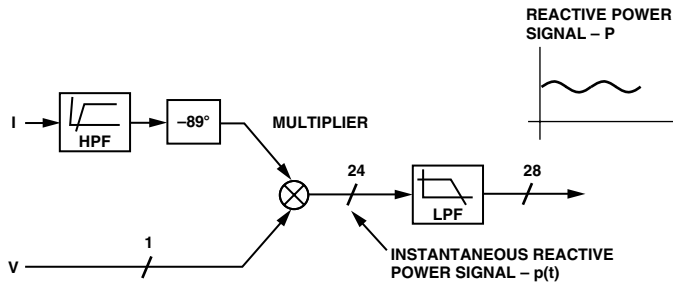 REACTIVE POWER
SIGNAL – P
I
HPF
–89°
MULTIPLIER
24
28
LPF
1
V
INSTANTANEOUS REACTIVE
POWER SIGNAL – p(t)